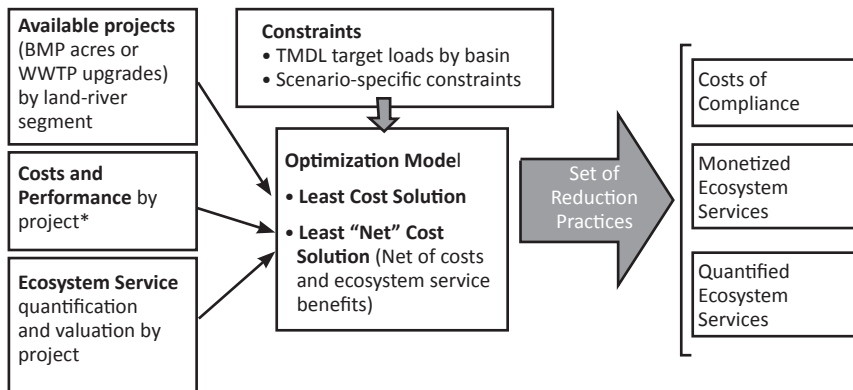 Available projects
(BMP acres or
WWTP upgrades)
by land-river
segment
Costs and
Performance by
project*
Ecosystem Service
quantification
and valuation by
project
Constraints
• TMDL target loads by basin
• Scenario-specific constraints
Optimization Model
• Least Cost Solution
• Least “Net” Cost
Solution (Net of costs
and ecosystem service
benefits)
Set of
Reduction
Practices
Costs of
Compliance
Monetized
Ecosystem
Services
Quantified
Ecosystem
Services